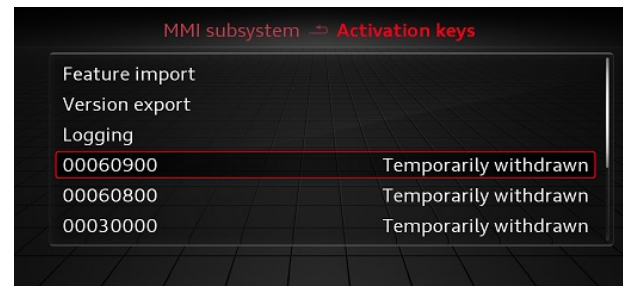 MMI subsystem Activation keys
Feature import
Version export
Logging
00060900 Temporarily withdrawn
00060800 Temporarily withdrawn
00030000 Temporarily withdrawn